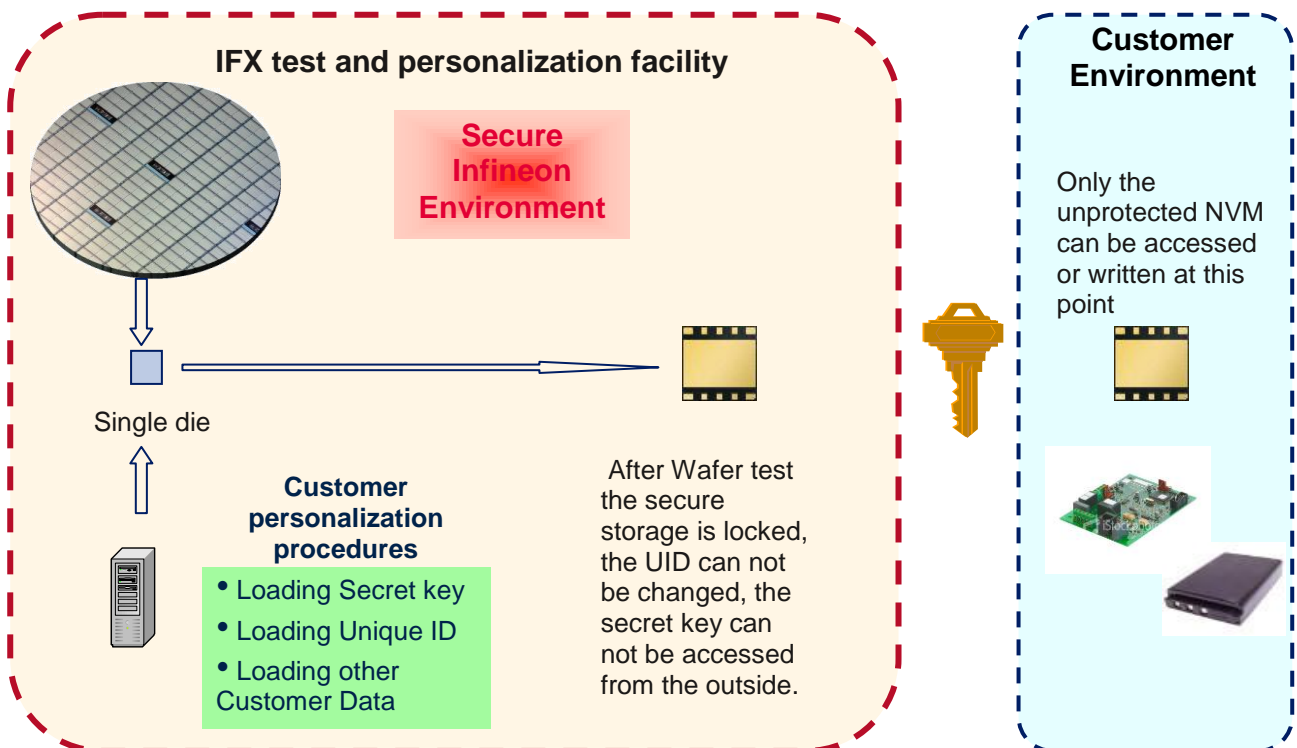 IFX test and personalization facility
Secure
Infineon
Environment
Single die
Customer
personalization
procedures
• Loading Secret key
• Loading Unique ID
• Loading other
Customer Data
After Wafer test
the secure
storage is locked,
the UID can not
be changed, the
secret key can
not be accessed
from the outside.
Customer
Environment
Only the
unprotected NVM
can be accessed
or written at this
point